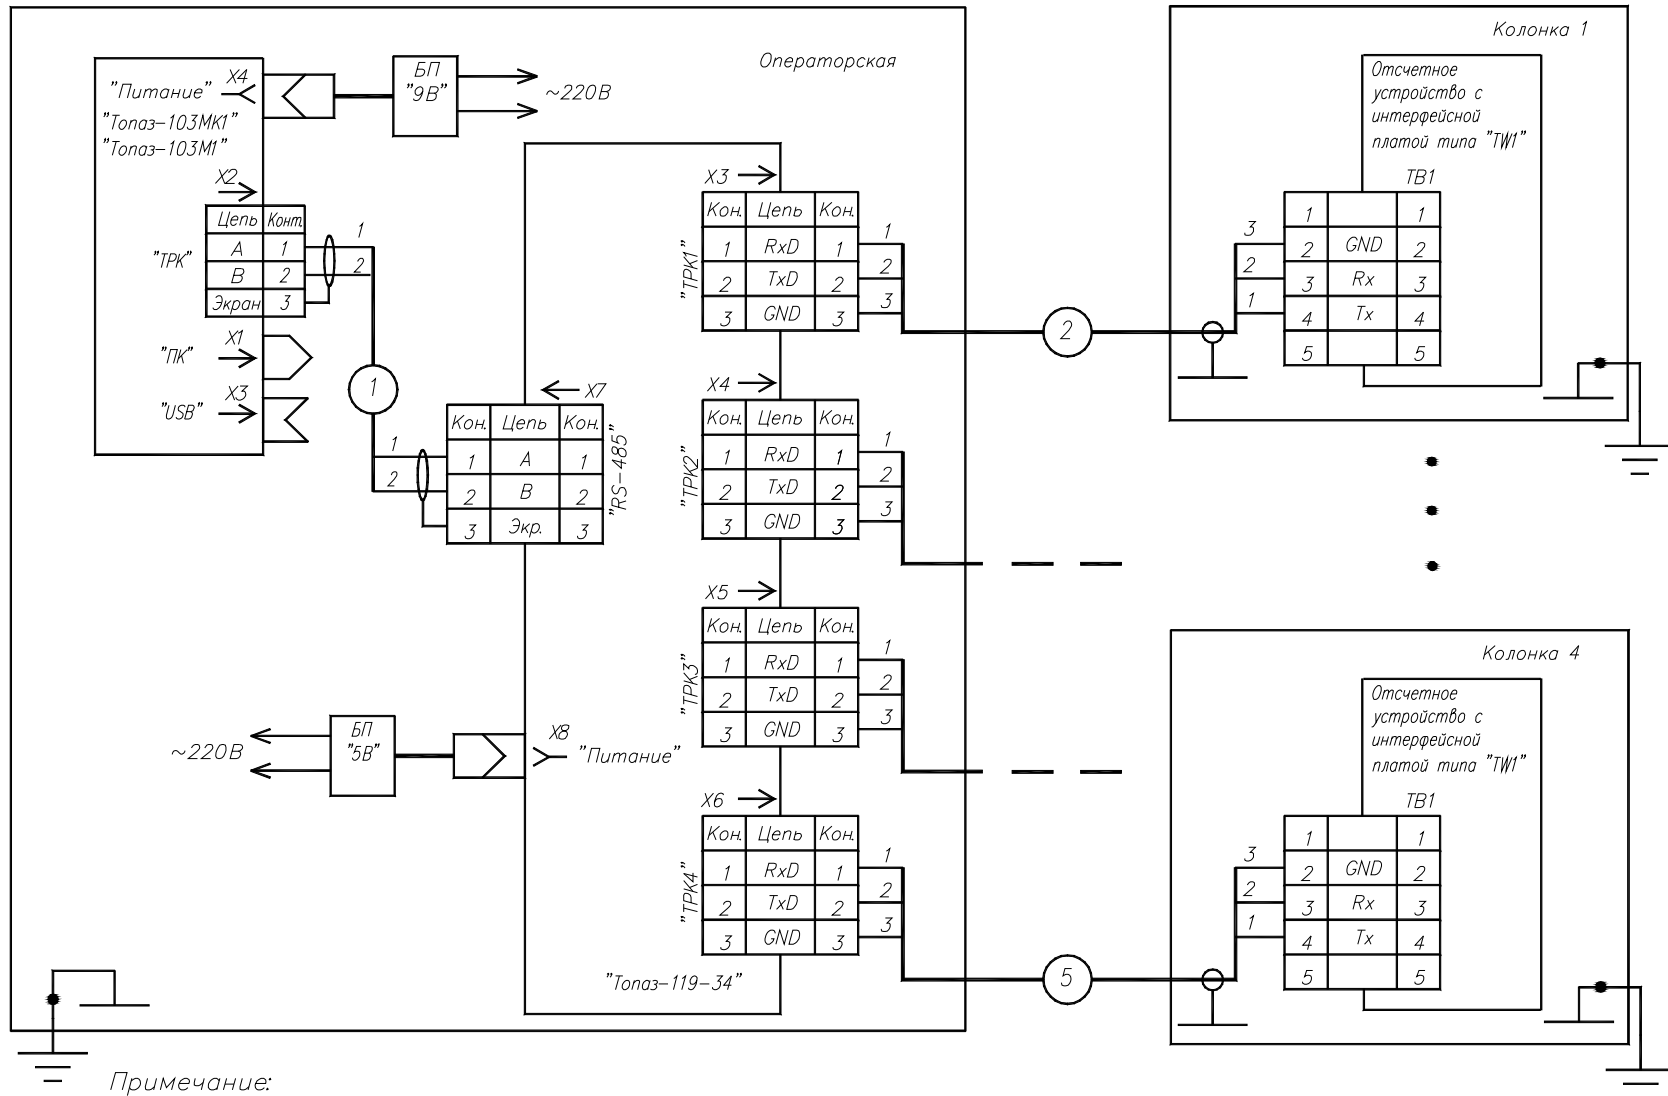 Операторская
"Питание"
X4
"Топаз-103МК1"
"Топаз-103М1"
БП
"9В"
~220В
X2
"ТРК"
Цепь Конт.
А 1
В 2
Экран 3
1
2
X1
"ПК"
X3
"USB"
1
1
2
X7
Кон. Цепь Кон.
1 А 1
2 В 2
3 Экр. 3
"RS-485"
~220В
БП
"5В"
X8
"Питание"
X3
"ТРК1"
Кон. Цепь Кон.
1 RxD 1
2 TxD 2
3 GND 3
1
2
3
X4
"ТРК2"
Кон. Цепь Кон.
1 RxD 1
2 TxD 2
3 GND 3
1
2
3
X5
"ТРК3"
Кон. Цепь Кон.
1 RxD 1
2 TxD 2
3 GND 3
1
2
3
X6
"ТРК4"
Кон. Цепь Кон.
1 RxD 1
2 TxD 2
3 GND 3
1
2
3
"Топаз-119-34"
2
5
Колонка 1
Отсчетное
устройство с
интерфейсной
платой типа "TW1"
TB1
1 1
2 GND 2
3 Rx 3
4 Tx 4
5 5
3
2
1
Колонка 4
Отсчетное
устройство с
интерфейсной
платой типа "TW1"
TB1
1 1
2 GND 2
3 Rx 3
4 Tx 4
5 5
3
2
1
Примечание: